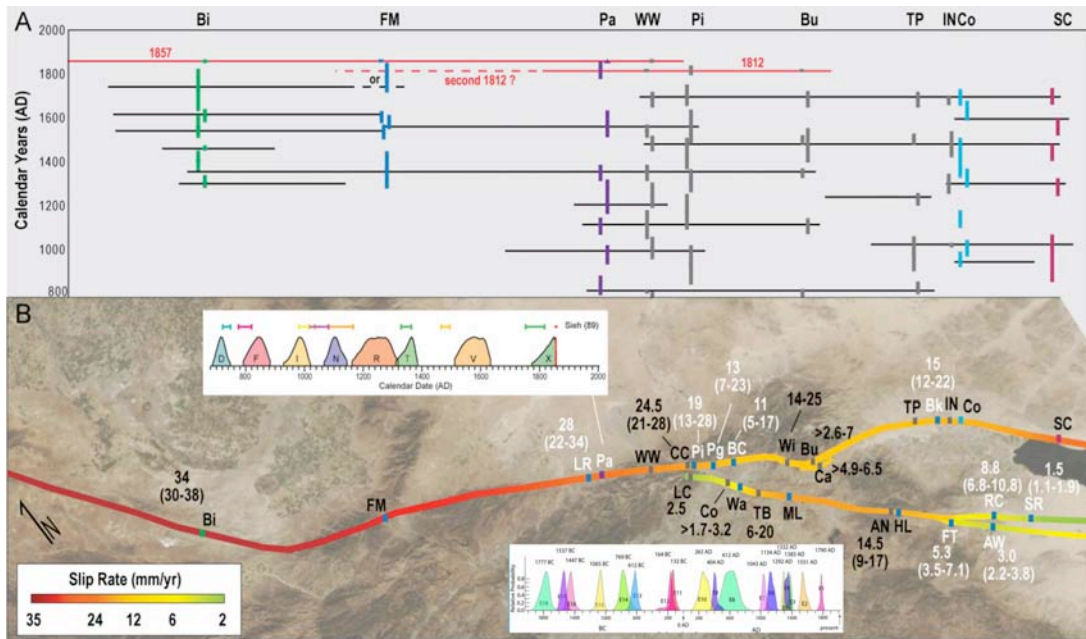 A
Bi FM Pa WW Pi Bu TP IN Co SC
Calendar Years (AD)
2000
1800
1600
1400
1200
1000
800
1857
or
second 1812 ?
1812
B
D F I N R T V X
Sieh (89)
800 1000 1200 1400 1600 1800 2000
Calendar Date (AD)
34
(30-38)
Bi
FM
28
(22-34)
LR Pa
24.5
(21-28)
WW
19
(13-28)
CC Pi
13
(7-23)
Pg
11
(5-17)
BC
14-25
Wi
Bu
>2.6-7
Ca
>4.9-6.5
15
(12-22)
TP Bk IN Co
SC
LC
2.5
Co
>1.7-3.2
Wa
TB
6-20
ML
AN HL
14.5
(9-17)
FT
5.3
(3.5-7.1)
8.8
(6.8-10.8)
RC
AW
3.0
(2.2-3.8)
1.5
(1.1-1.9)
SR
N
Slip Rate (mm/yr)
35 24 12 6 2
Relative Probability
BC
0 AD
AD
present